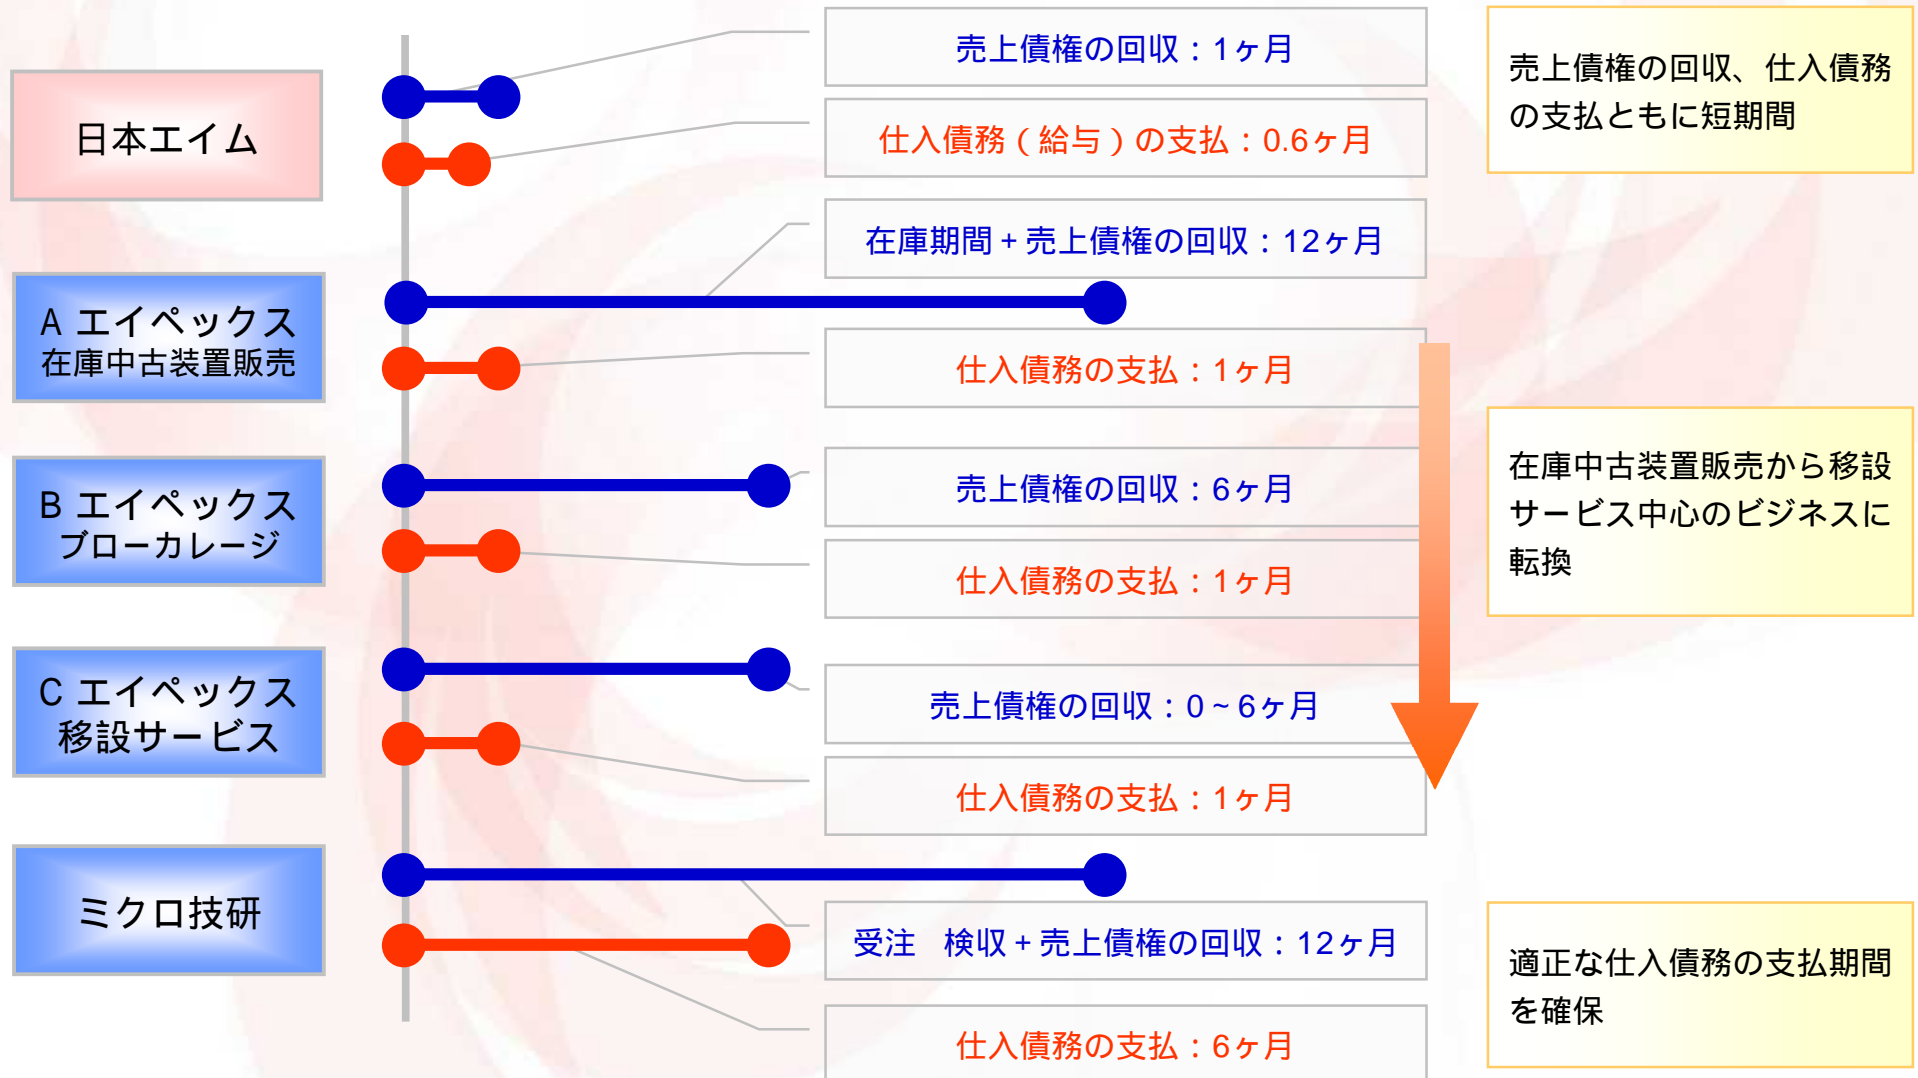 日本エイム
売上債権の回収：1ヶ月
仕入債務（給与）の支払：0.6ヶ月
売上債権の回収、仕入債務
の支払ともに短期間
A エイペックス
在庫中古装置販売
在庫期間+売上債権の回収：12ヶ月
仕入債務の支払：1ヶ月
B エイペックス
ブローカレージ
売上債権の回収：6ヶ月
仕入債務の支払：1ヶ月
在庫中古装置販売から移設
サービス中心のビジネスに
転換
C エイペックス
移設サービス
売上債権の回収：0~6ヶ月
仕入債務の支払：1ヶ月
ミクロ技研
受注　検収+売上債権の回収：12ヶ月
仕入債務の支払：6ヶ月
適正な仕入債務の支払期間
を確保